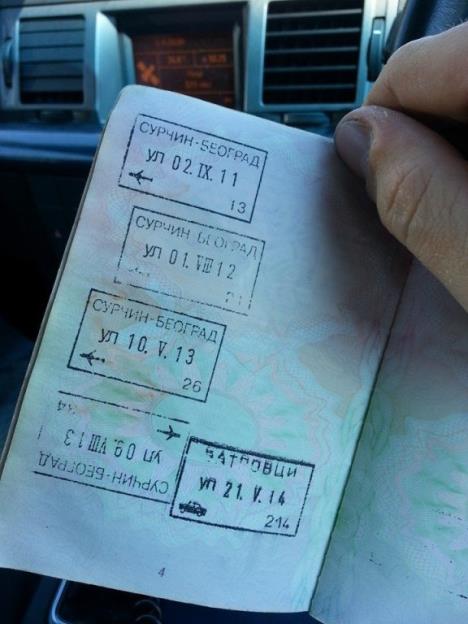 СУРЧИН-БЕОГРАД
УЛ 02. IX. 11
13
СУРЧИН-БЕОГРАД
УЛ 01. VIII 12
СУРЧИН-БЕОГРАД
УЛ 10. V. 13
26
СУРЧИН-БЕОГРАД
УЛ 09. VIII 13
БАТРОВЦИ
УЛ 21. V. 14
214
4